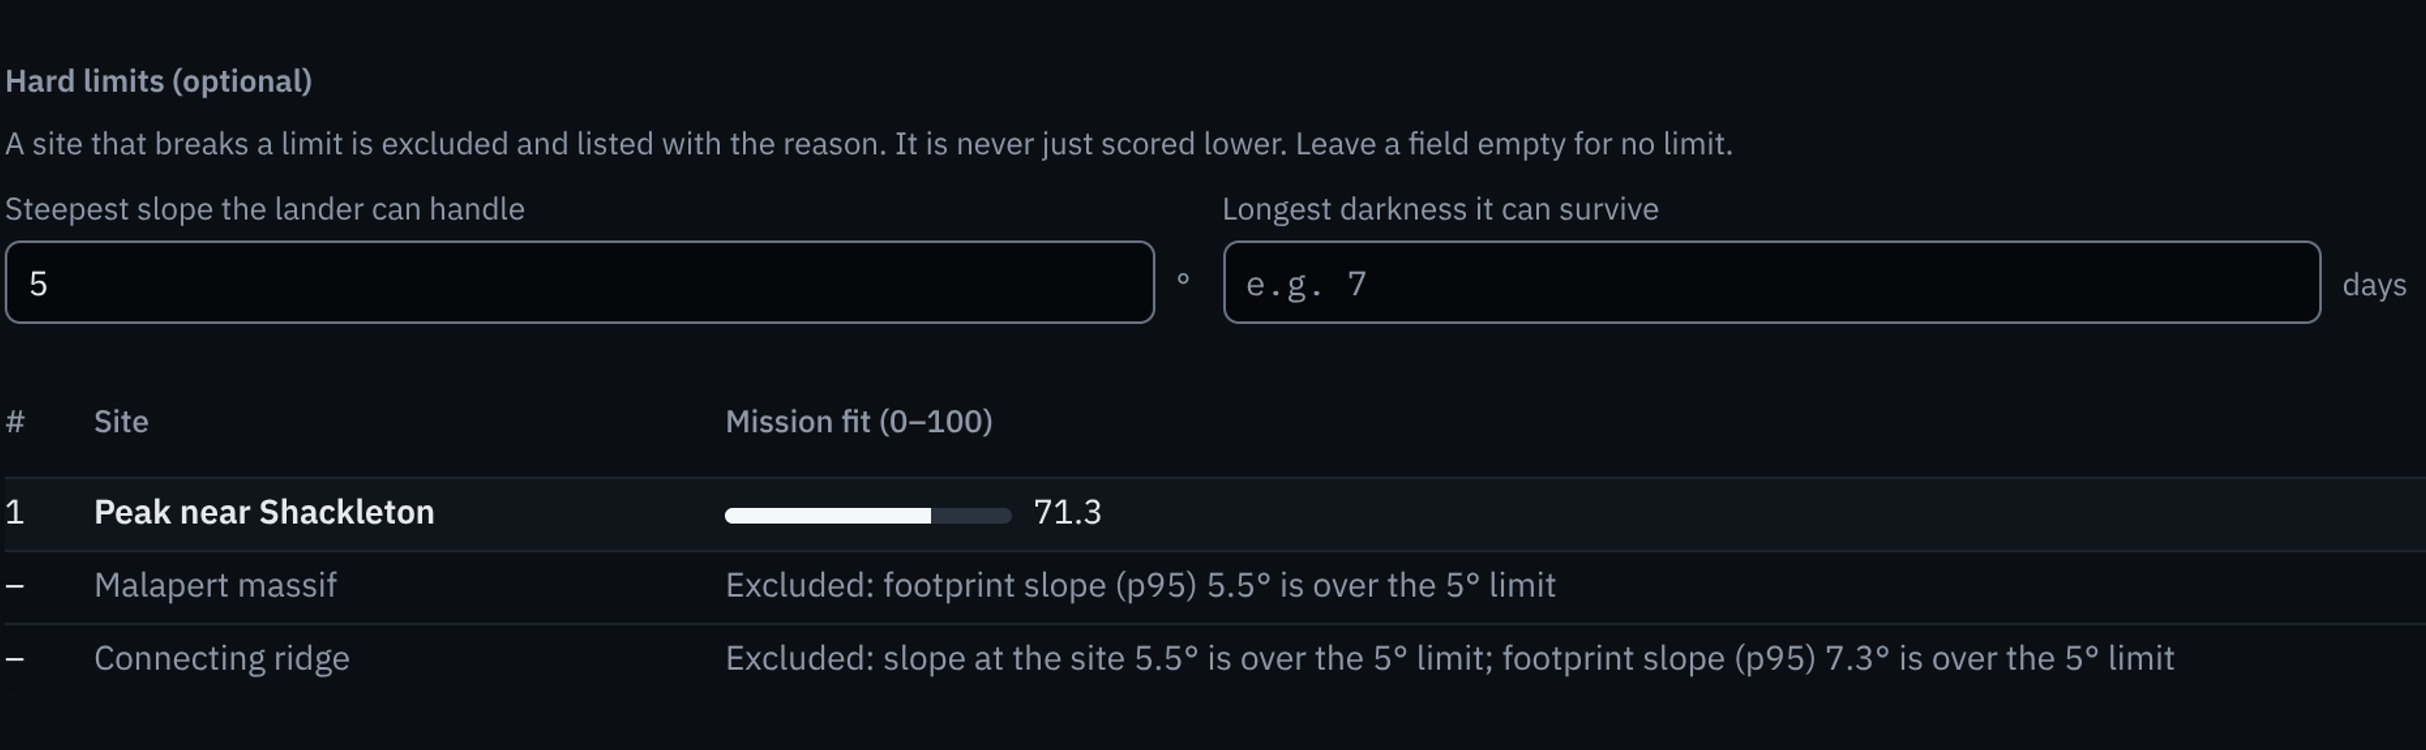 Hard limits (optional)
A site that breaks a limit is excluded and listed with the reason. It is never just scored lower. Leave a field empty for no limit.
Steepest slope the lander can handle
Longest darkness it can survive
5 °
e.g. 7 days
# Site Mission fit (0–100)
1 Peak near Shackleton 71.3
– Malapert massif Excluded: footprint slope (p95) 5.5° is over the 5° limit
– Connecting ridge Excluded: slope at the site 5.5° is over the 5° limit; footprint slope (p95) 7.3° is over the 5° limit